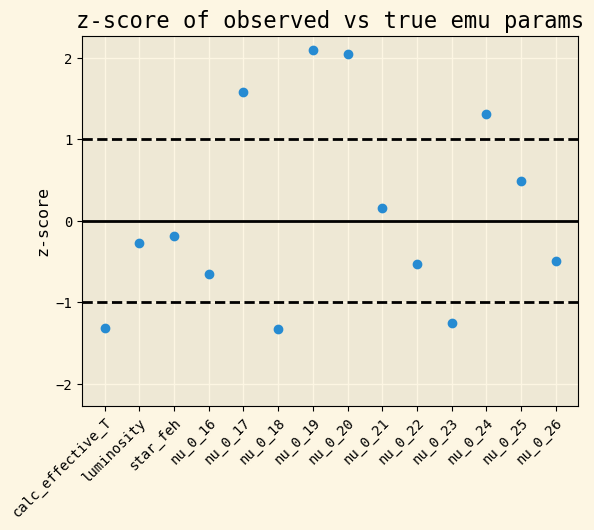 z-score of observed vs true emu params
z-score
2
1
0
−1
−2
calc_effective_T
luminosity
star_feh
nu_0_16
nu_0_17
nu_0_18
nu_0_19
nu_0_20
nu_0_21
nu_0_22
nu_0_23
nu_0_24
nu_0_25
nu_0_26